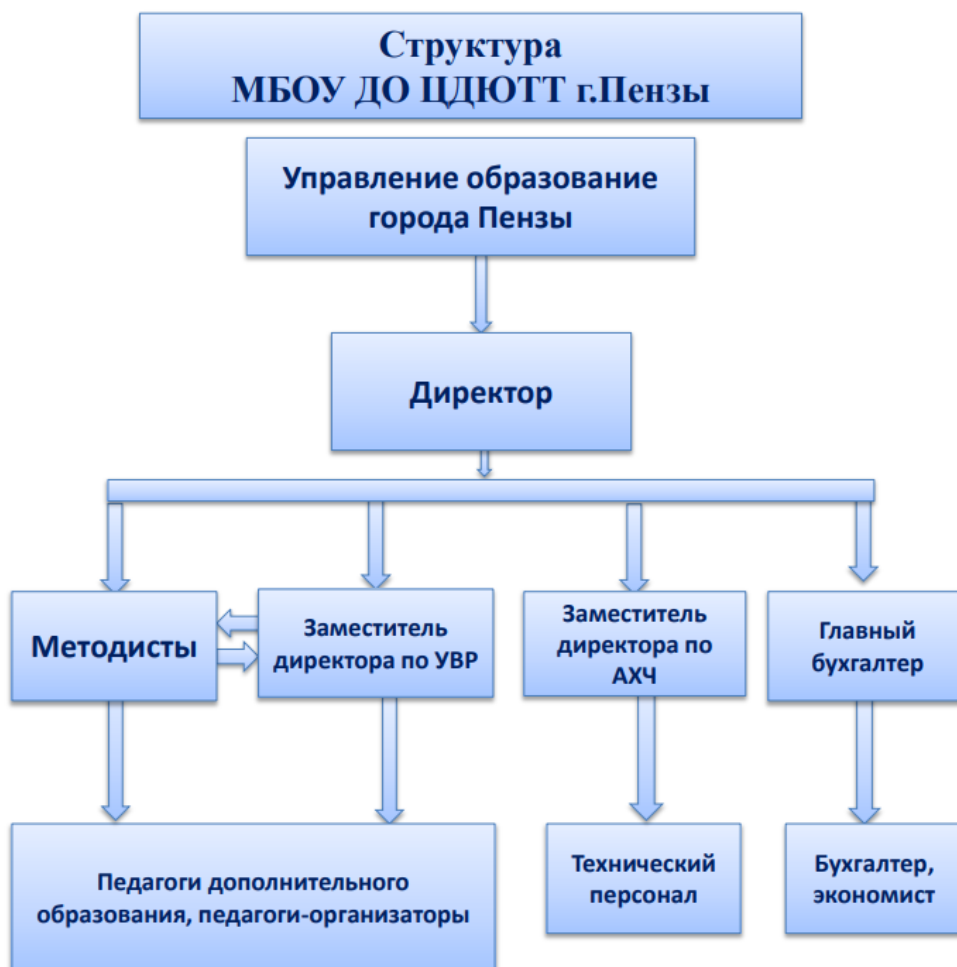 Структура
МБОУ ДО ЦДЮТТ г.Пензы
Управление образование
города Пензы
Директор
Методисты
Заместитель
директора по УВР
Заместитель
директора по
АХЧ
Главный
бухгалтер
Педагоги дополнительного
образования, педагоги-организаторы
Технический
персонал
Бухгалтер,
экономист